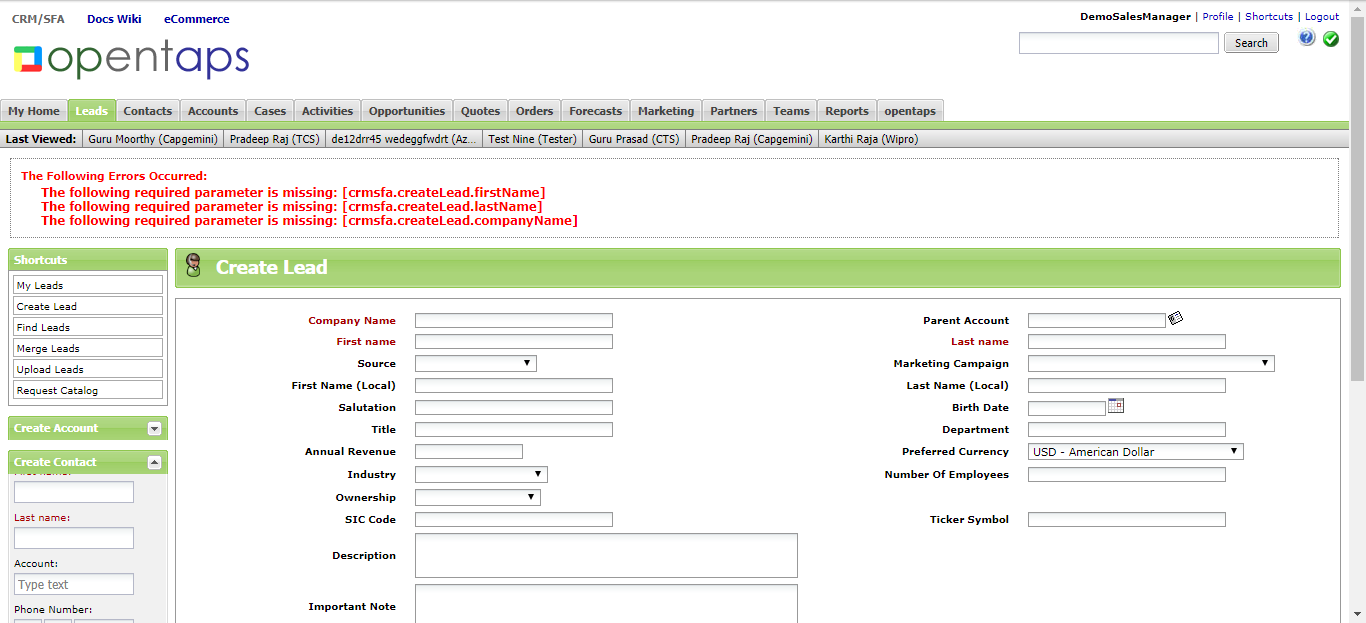 CRM/SFA Docs Wiki eCommerce
DemoSalesManager | Profile | Shortcuts | Logout
opentaps
Search
My Home Leads Contacts Accounts Cases Activities Opportunities Quotes Orders Forecasts Marketing Partners Teams Reports opentaps
Last Viewed: Guru Moorthy (Capgemini) Pradeep Raj (TCS) de12drr45 wedeggfwdrt (Az... Test Nine (Tester) Guru Prasad (CTS) Pradeep Raj (Capgemini) Karthi Raja (Wipro)
The Following Errors Occurred:
The following required parameter is missing: [crmsfa.createLead.firstName]
The following required parameter is missing: [crmsfa.createLead.lastName]
The following required parameter is missing: [crmsfa.createLead.companyName]
Shortcuts
My Leads
Create Lead
Find Leads
Merge Leads
Upload Leads
Request Catalog
Create Account
Create Contact
Last name:
Account:
Type text
Phone Number:
Create Lead
Company Name Parent Account
First name Last name
Source Marketing Campaign
First Name (Local) Last Name (Local)
Salutation Birth Date
Title Department
Annual Revenue Preferred Currency USD - American Dollar
Industry Number Of Employees
Ownership
SIC Code Ticker Symbol
Description
Important Note